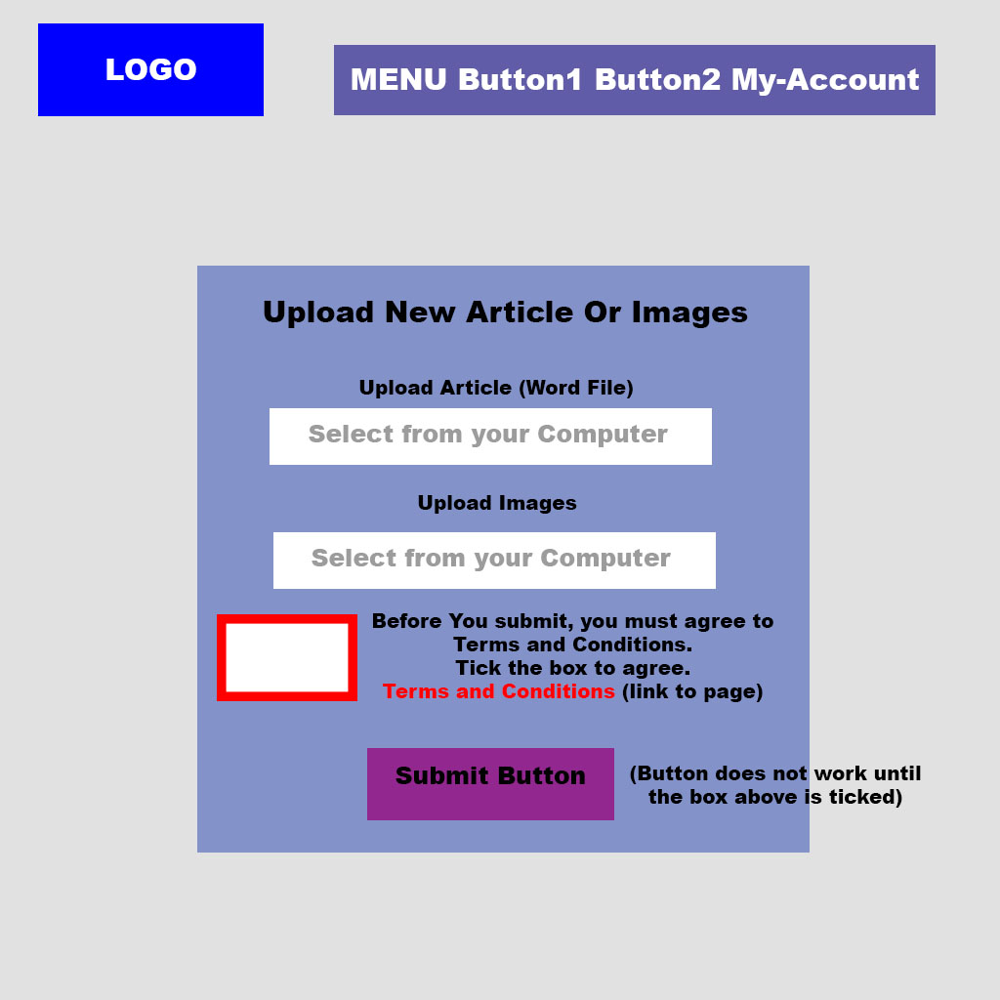 LOGO
MENU Button1 Button2 My-Account
Upload New Article Or Images
Upload Article (Word File)
Select from your Computer
Upload Images
Select from your Computer
Before You submit, you must agree to
Terms and Conditions.
Tick the box to agree.
Terms and Conditions (link to page)
Submit Button
(Button does not work until
the box above is ticked)